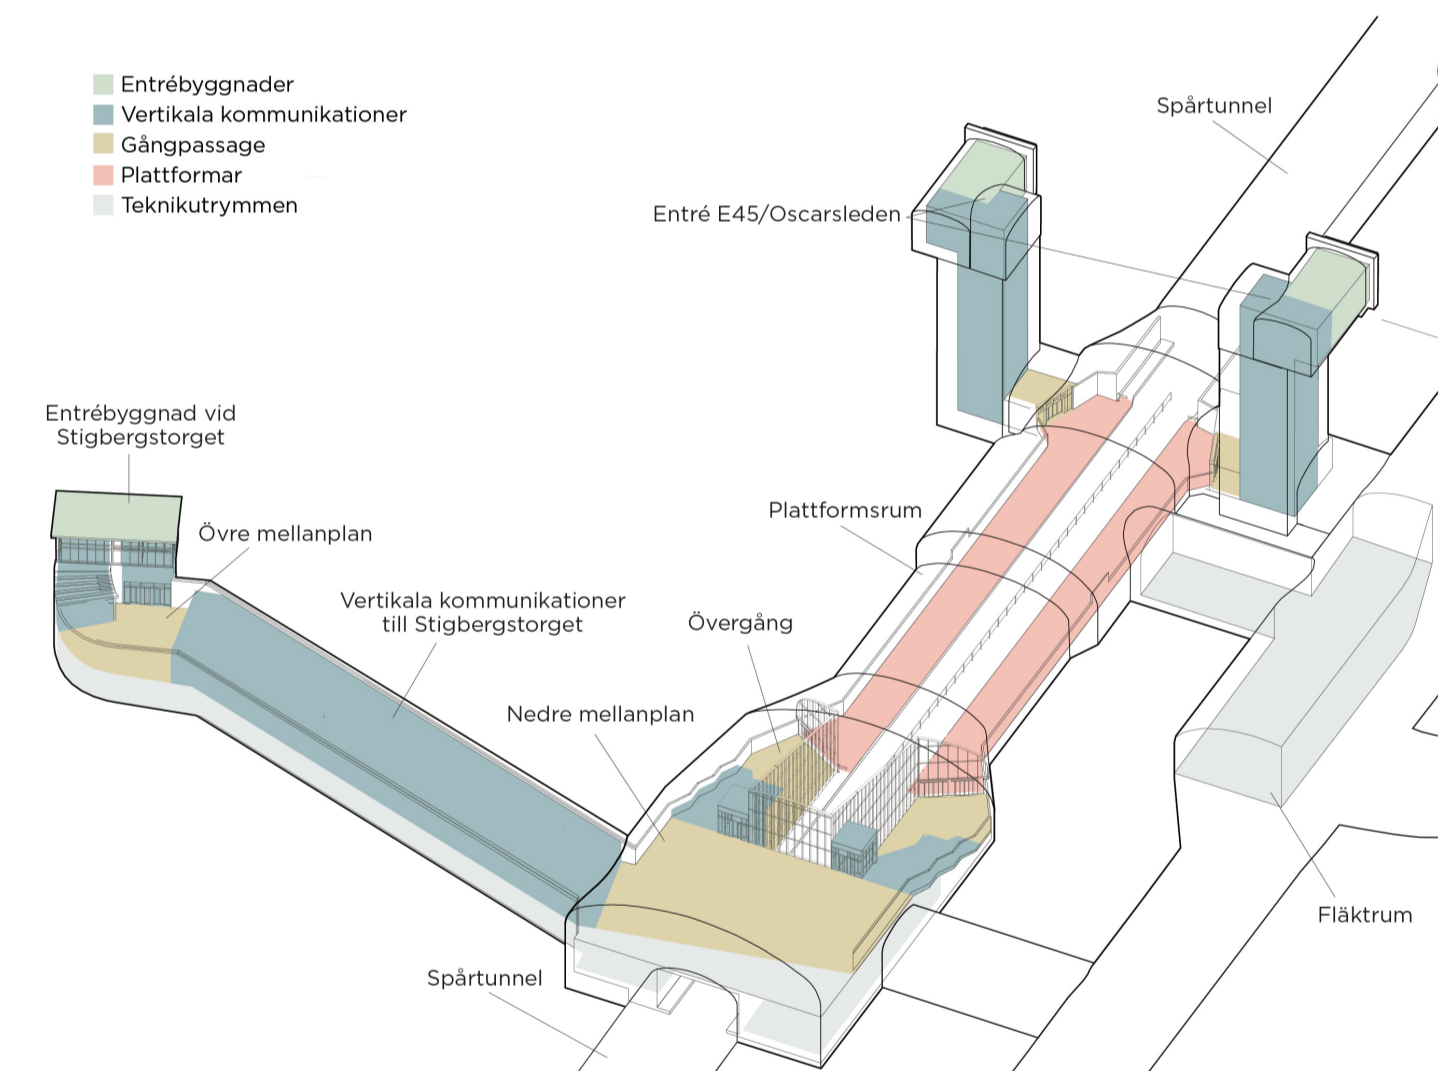 Entrébyggnader
Vertikala kommunikationer
Gångpassage
Plattformar
Teknikutrymmen
Spårtunnel
Entré E45/Oscarsleden
Entrébyggnad vid
Stigbergstorget
Övre mellanplan
Plattformsrum
Vertikala kommunikationer
till Stigbergstorget
Övergång
Nedre mellanplan
Fläktrum
Spårtunnel